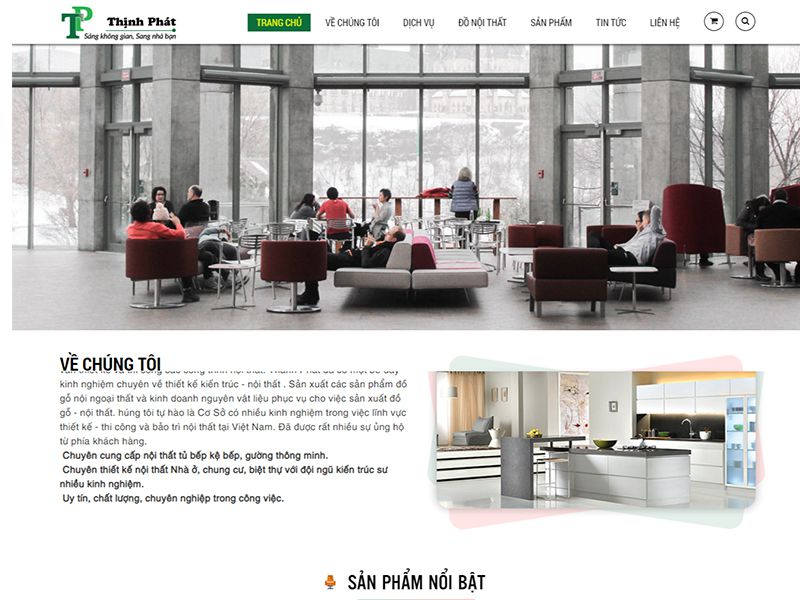 TP
Thịnh Phát
Sáng không gian, Sang nhà bạn
TRANG CHỦ
VỀ CHÚNG TÔI
DỊCH VỤ
ĐỒ NỘI THẤT
SẢN PHẨM
TIN TỨC
LIÊN HỆ
VỀ CHÚNG TÔI
kinh nghiệm chuyên về thiết kế kiến trúc - nội thất . Sản xuất các sản phẩm đồ
gỗ nội ngoại thất và kinh doanh nguyên vật liệu phục vụ cho việc sản xuất đồ
gỗ - nội thất. húng tôi tự hào là Cơ Sở có nhiều kinh nghiệm trong việc lĩnh vực
thiết kế - thi công và bảo trì nội thất tại Việt Nam. Đã được rất nhiều sự ủng hộ
từ phía khách hàng.
Chuyên cung cấp nội thất tủ bếp kệ bếp, gường thông minh.
Chuyên thiết kế nội thất Nhà ở, chung cư, biệt thự với đội ngũ kiến trúc sư
nhiều kinh nghiệm.
Uy tín, chất lượng, chuyên nghiệp trong công việc.
SẢN PHẨM NỔI BẬT